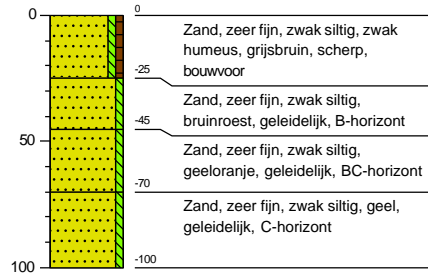 0
0
Zand, zeer fijn, zwak siltig, zwak
humeus, grijsbruin, scherp,
bouwvoor
-25
Zand, zeer fijn, zwak siltig,
bruinroest, geleidelijk, B-horizont
-45
50
Zand, zeer fijn, zwak siltig,
geeloranje, geleidelijk, BC-horizont
-70
Zand, zeer fijn, zwak siltig, geel,
geleidelijk, C-horizont
100
-100